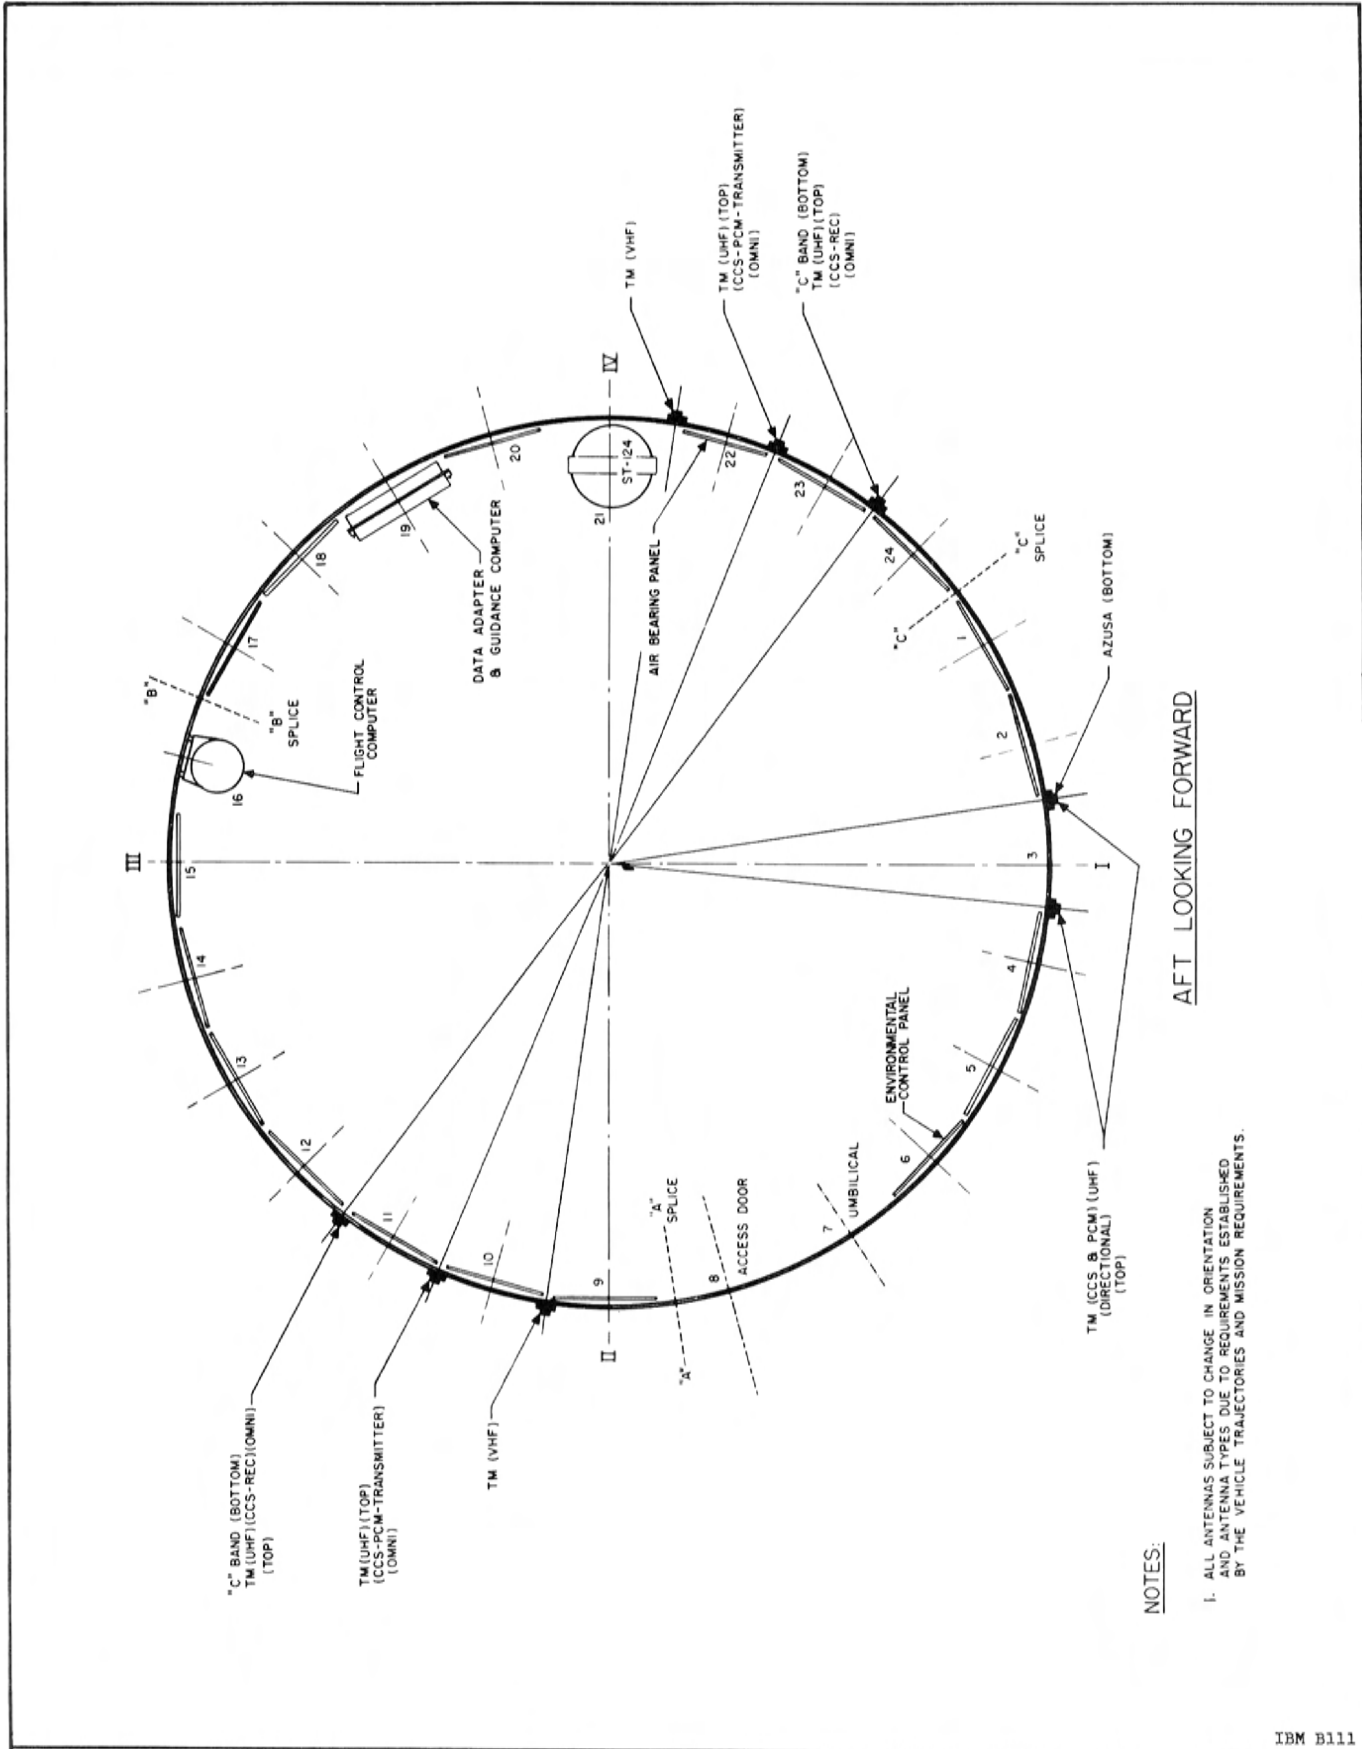 "C" BAND (BOTTOM)
TM (UHF) (CCS-REC) (OMNI)
(TOP)
TM (UHF) (TOP)
(CCS-PCM-TRANSMITTER)
(OMNI)
TM (VHF)
III
"B"
"B"
SPLICE
FLIGHT CONTROL
COMPUTER
DATA ADAPTER
& GUIDANCE COMPUTER
ST-124
IV
AIR BEARING PANEL
TM (VHF)
TM (UHF) (TOP)
(CCS-PCM-TRANSMITTER)
(OMNI)
"C" BAND (BOTTOM)
TM (UHF) (TOP)
(CCS-REC)
(OMNI)
9
10
11
12
13
14
15
16
17
18
19
20
21
22
23
24
1
2
3
4
5
6
7
8
II
"A"
"A"
SPLICE
ACCESS DOOR
UMBILICAL
ENVIRONMENTAL
CONTROL PANEL
I
"C"
"C"
SPLICE
AZUSA (BOTTOM)
TM (CCS & PCM) (UHF)
(DIRECTIONAL)
(TOP)
AFT LOOKING FORWARD
NOTES:
1. ALL ANTENNAS SUBJECT TO CHANGE IN ORIENTATION
AND ANTENNA TYPES DUE TO REQUIREMENTS ESTABLISHED
BY THE VEHICLE TRAJECTORIES AND MISSION REQUIREMENTS.
IBM B111